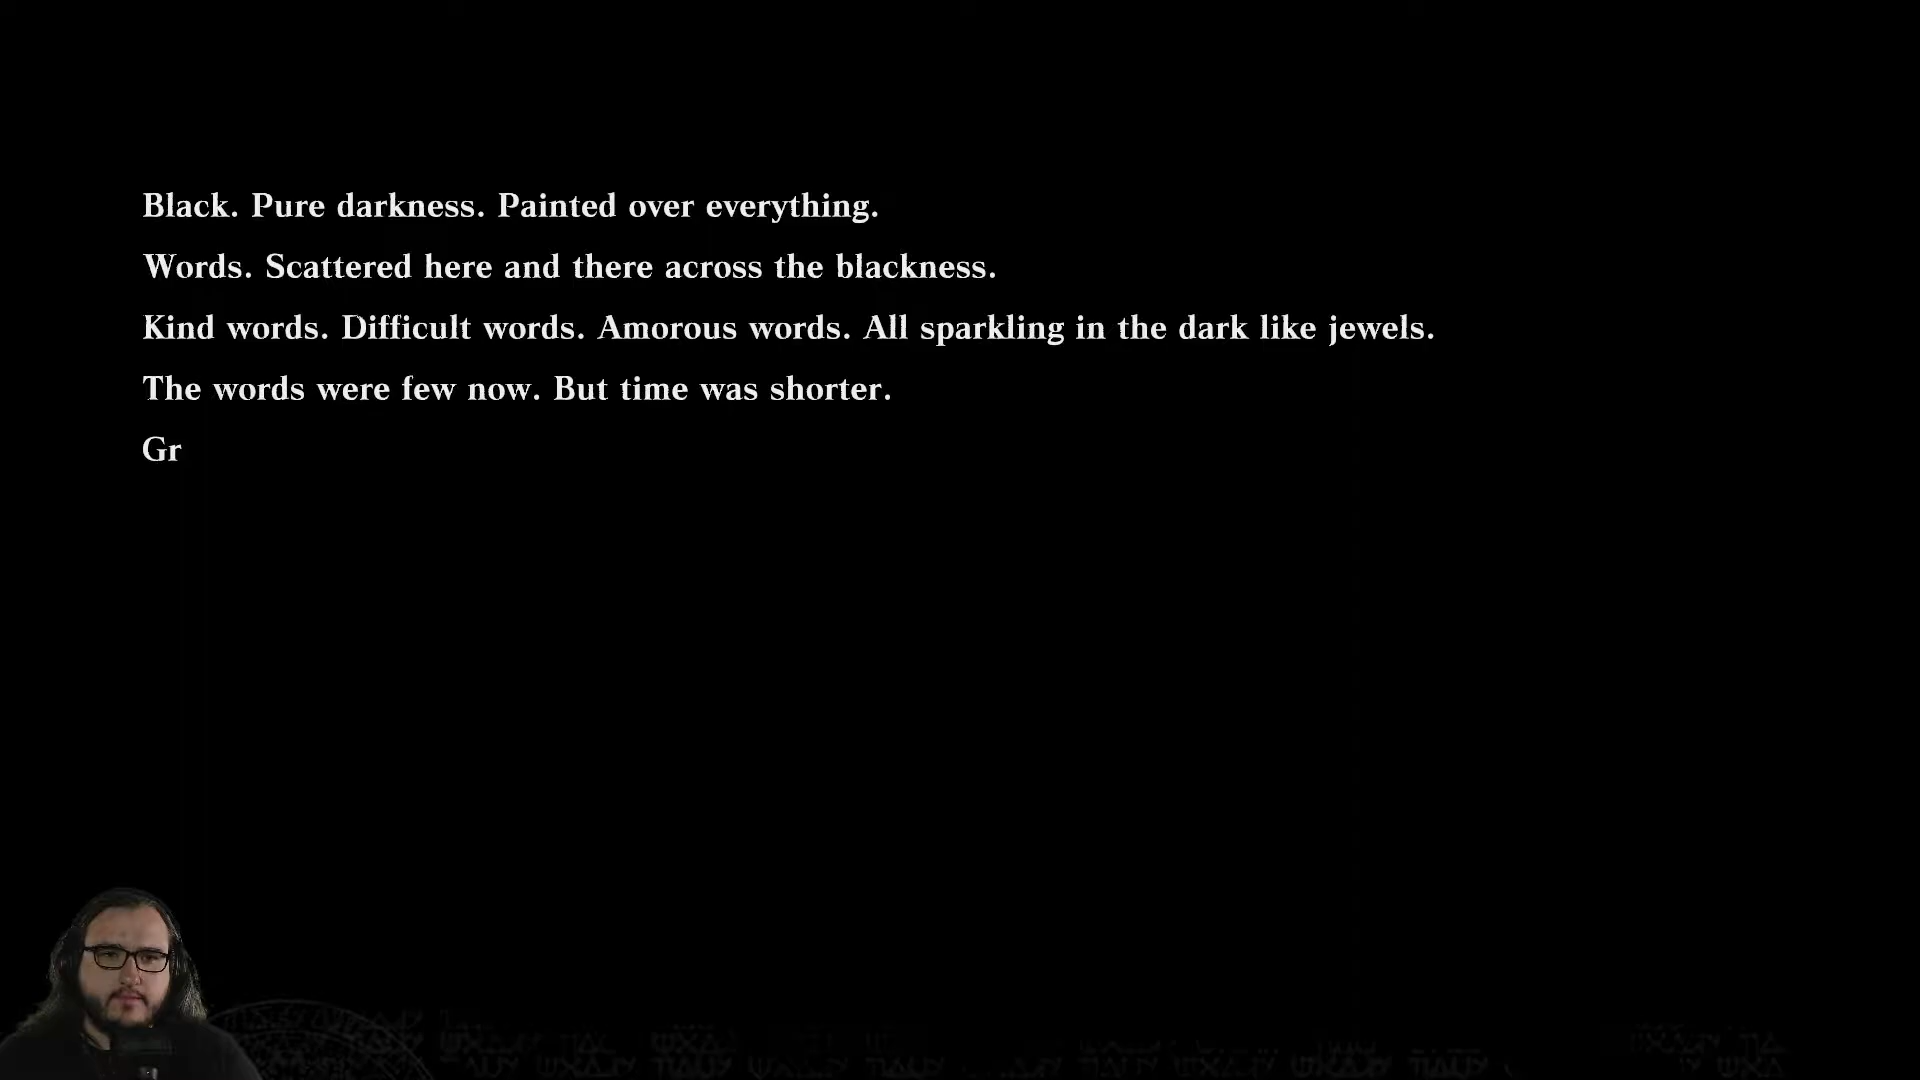 Black. Pure darkness. Painted over everything.
Words. Scattered here and there across the blackness.
Kind words. Difficult words. Amorous words. All sparkling in the dark like jewels.
The words were few now. But time was shorter.
Gr